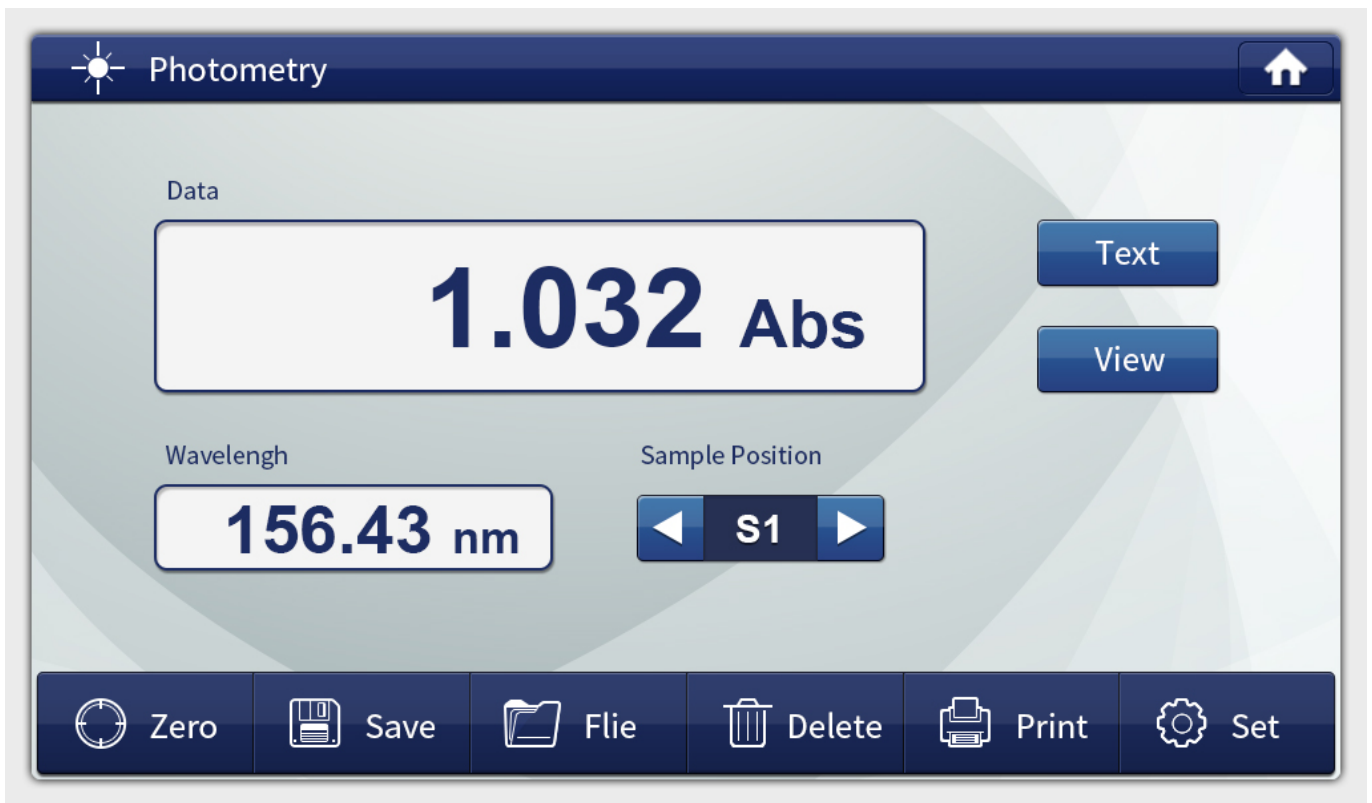 Photometry
Data
1.032 Abs
Text
View
Wavelengh
Sample Position
156.43 nm
S1
Zero
Save
Flie
Delete
Print
Set